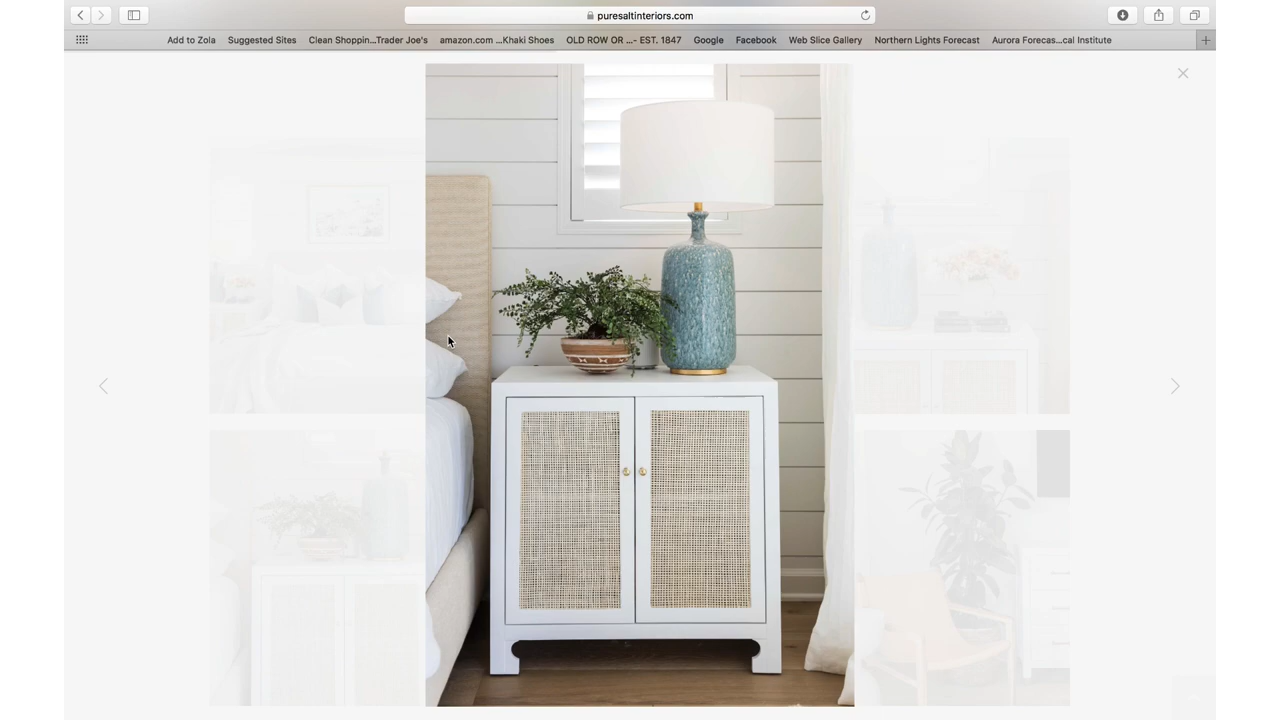 puresaltinteriors.com
Add to Zola Suggested Sites Clean Shoppin...Trader Joe's amazon.com ...Khaki Shoes OLD ROW OR ...- EST. 1847 Google Facebook Web Slice Gallery Northern Lights Forecast Aurora Forecas...cal Institute